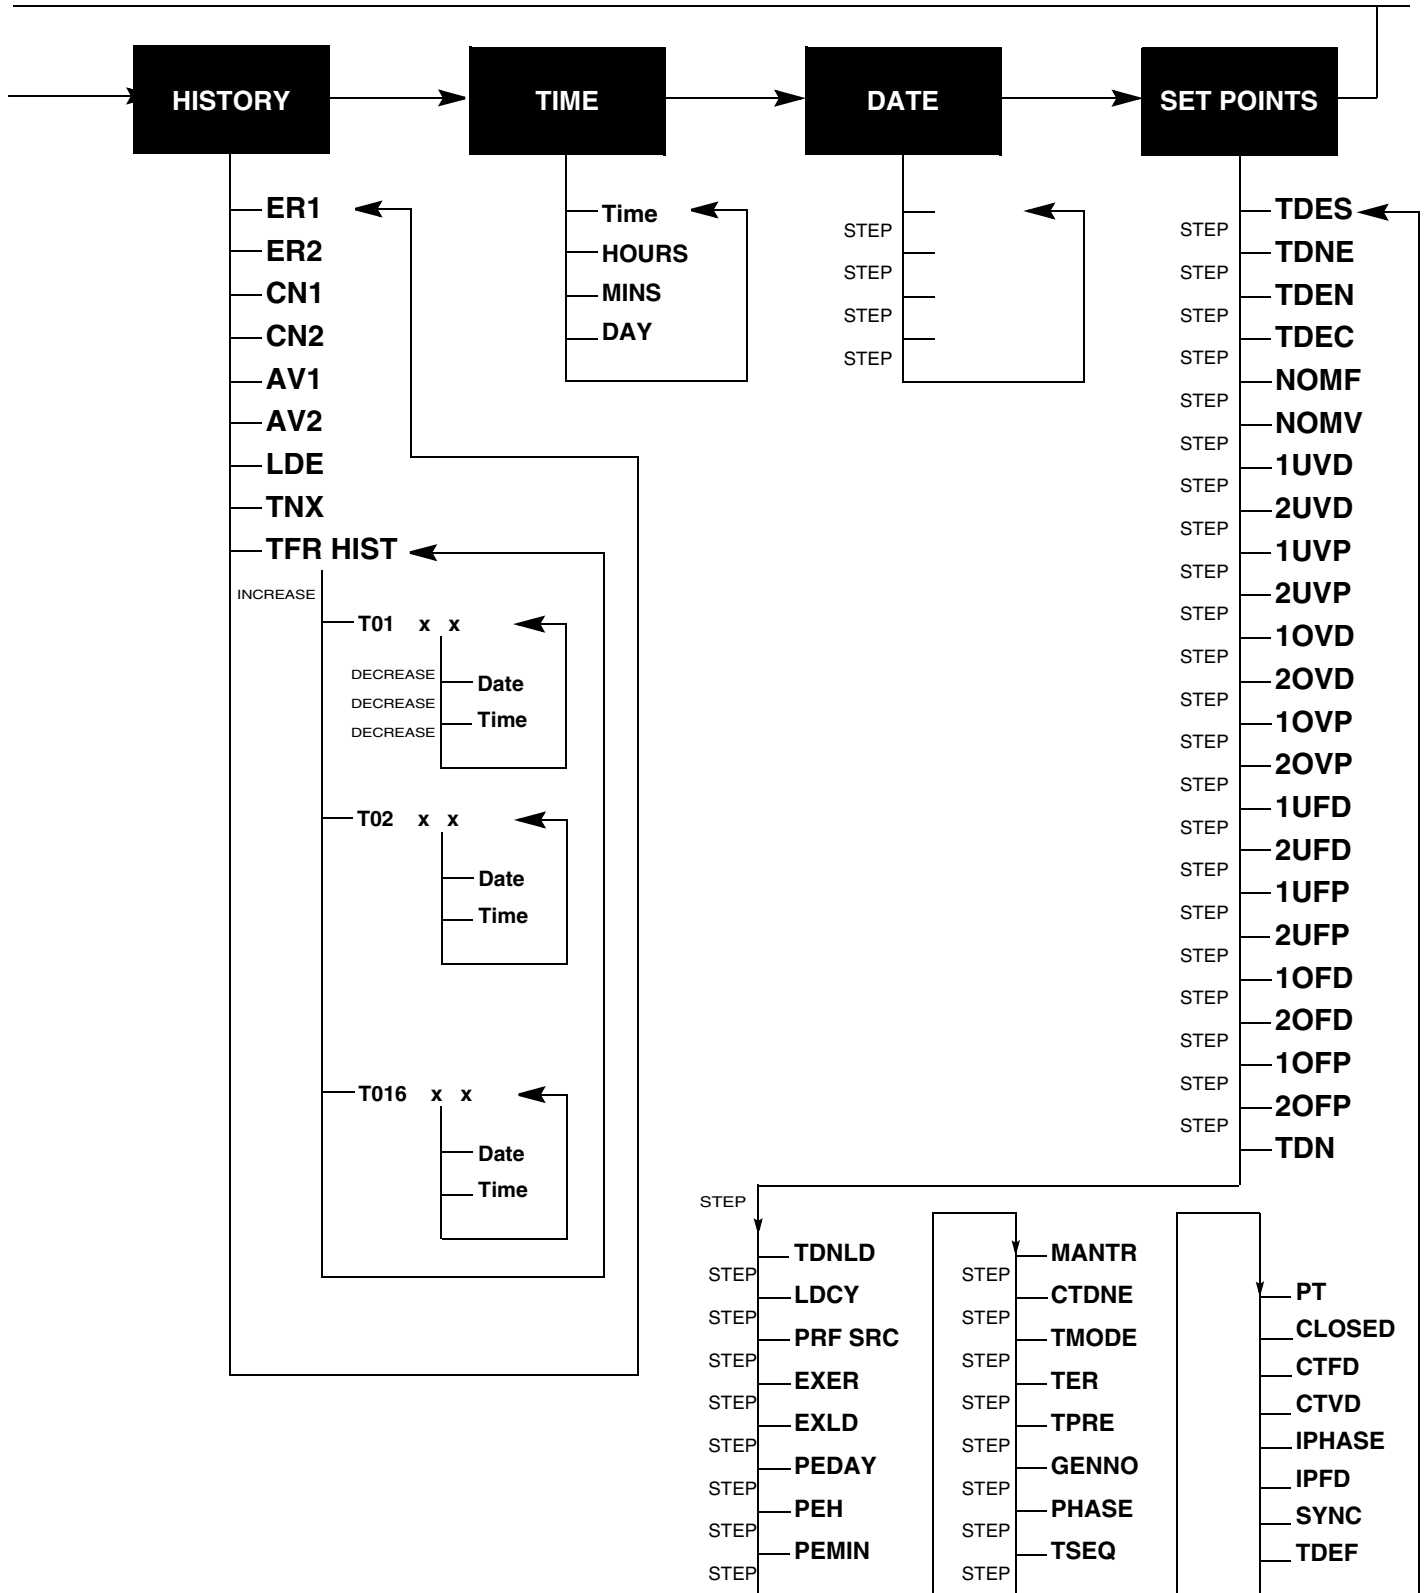 HISTORY
TIME
DATE
SET POINTS
ER1
ER2
CN1
CN2
AV1
AV2
LDE
TNX
TFR HIST
INCREASE
T01 x x
DECREASE
Date
DECREASE
Time
DECREASE
T02 x x
Date
Time
T016 x x
Date
Time
Time
HOURS
MINS
DAY
STEP
STEP
STEP
STEP
TDES
STEP
TDNE
STEP
TDEN
STEP
TDEC
STEP
NOMF
STEP
NOMV
STEP
1UVD
STEP
2UVD
STEP
1UVP
STEP
2UVP
STEP
1OVD
STEP
2OVD
STEP
1OVP
STEP
2OVP
STEP
1UFD
STEP
2UFD
STEP
1UFP
STEP
2UFP
STEP
1OFD
STEP
2OFD
STEP
1OFP
STEP
2OFP
STEP
TDN
STEP
TDNLD
STEP
LDCY
STEP
PRF SRC
STEP
EXER
STEP
EXLD
STEP
PEDAY
STEP
PEH
STEP
PEMIN
STEP
MANTR
STEP
CTDNE
STEP
TMODE
STEP
TER
STEP
TPRE
STEP
GENNO
STEP
PHASE
STEP
TSEQ
STEP
PT
CLOSED
CTFD
CTVD
IPHASE
IPFD
SYNC
TDEF